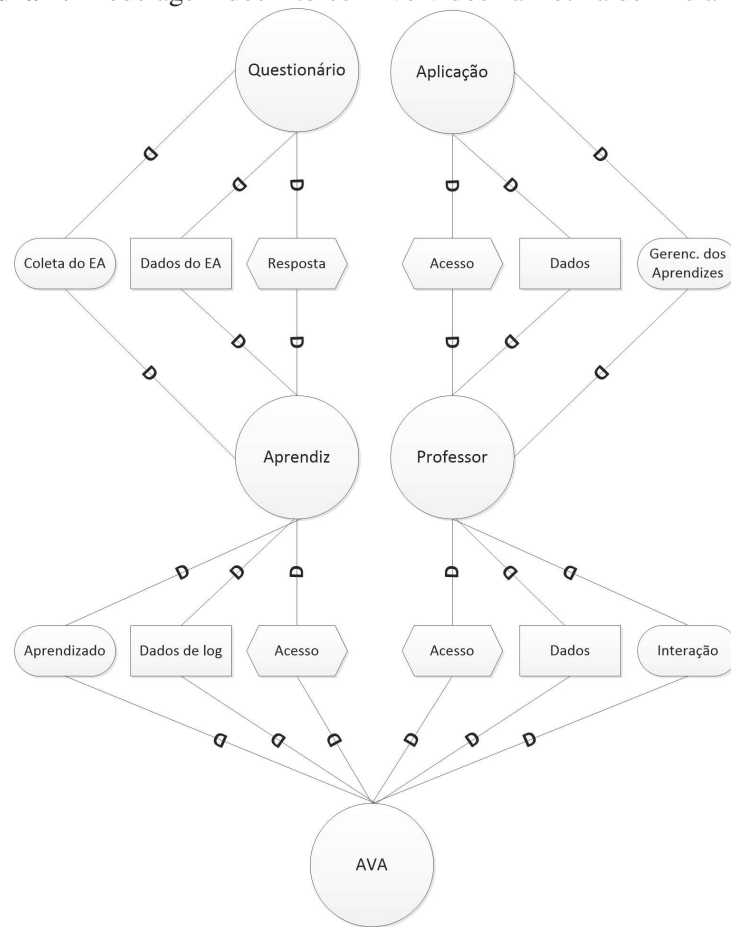 Questionário
Aplicação
D
D
D
D
D
D
Coleta do EA
Dados do EA
Resposta
Acesso
Dados
Gerenc. dos
Aprendizes
D
D
D
D
D
D
Aprendiz
Professor
D
D
D
D
D
D
Aprendizado
Dados de log
Acesso
Acesso
Dados
Interação
D
D
D
D
D
D
AVA